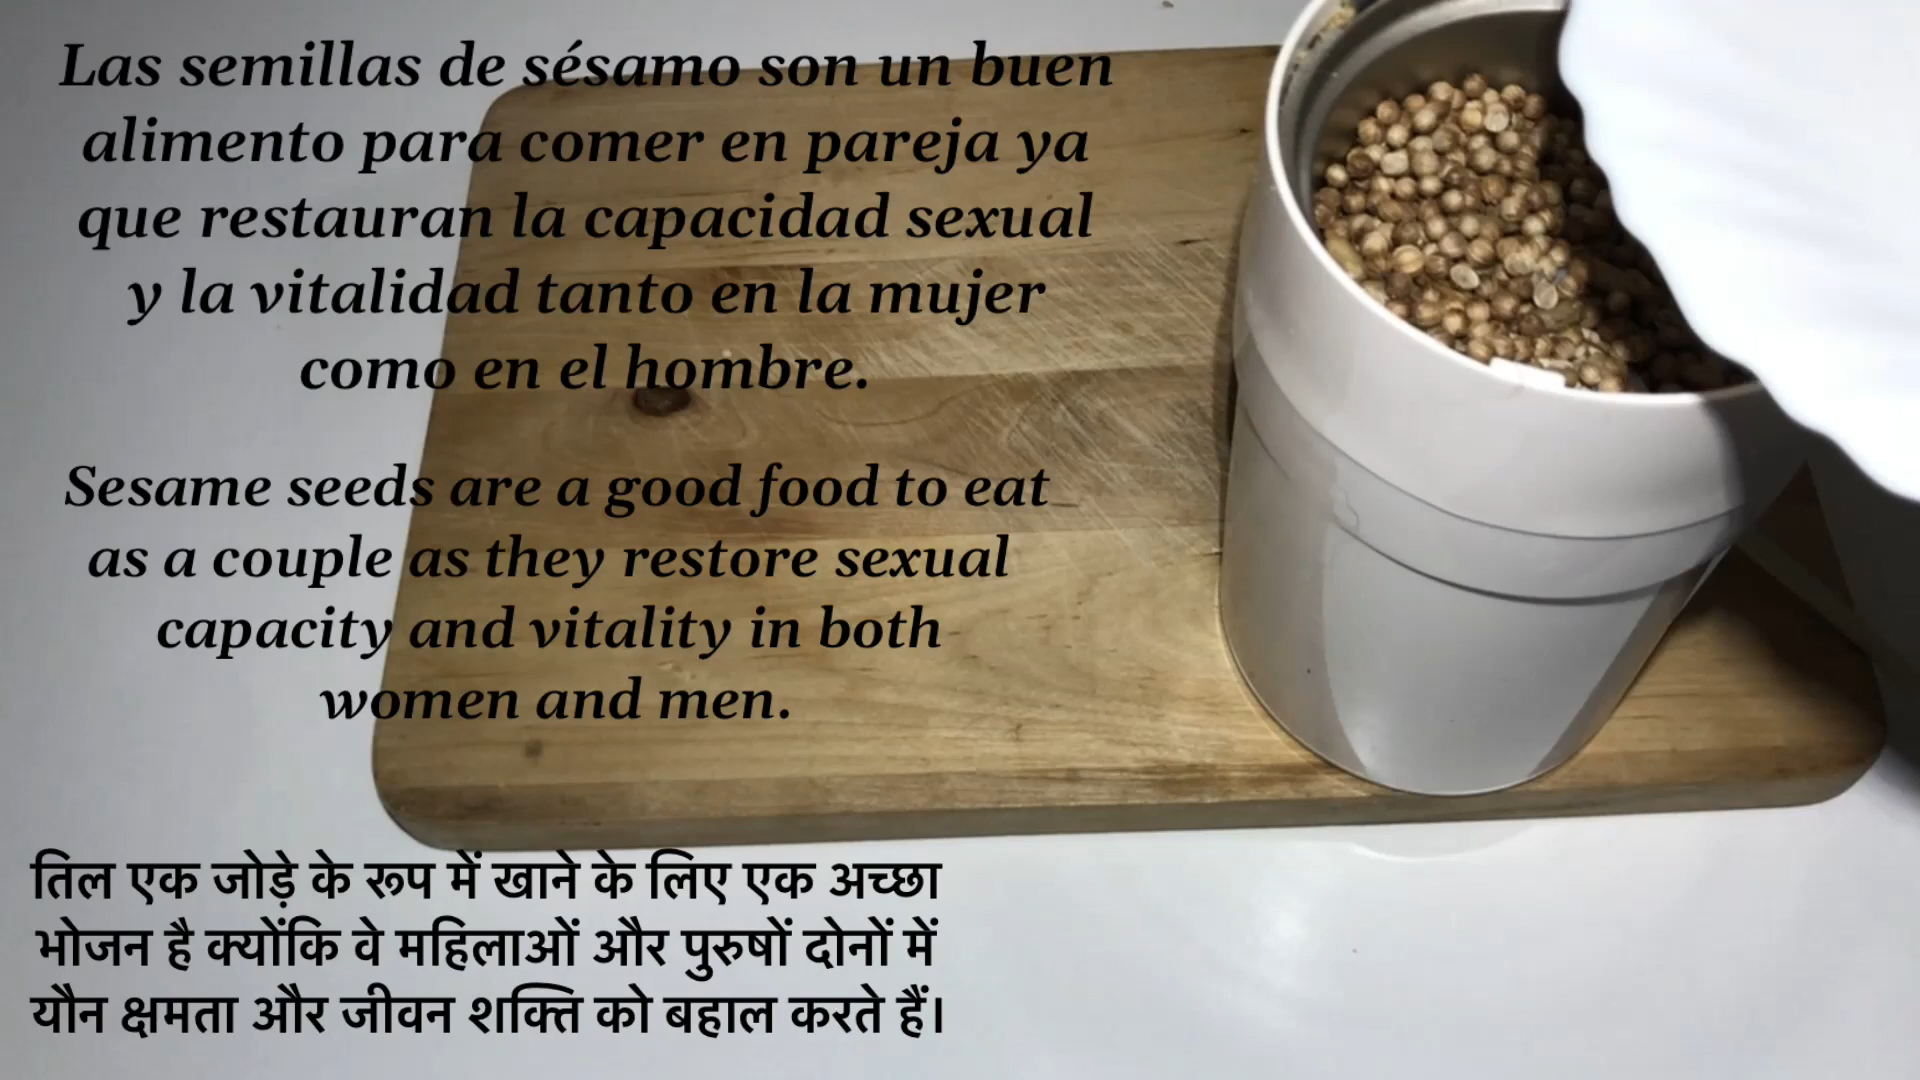 Las semillas de sésamo son un buen
alimento para comer en pareja ya
que restauran la capacidad sexual
y la vitalidad tanto en la mujer
como en el hombre.
Sesame seeds are a good food to eat
as a couple as they restore sexual
capacity and vitality in both
women and men.
तिल एक जोड़े के रूप में खाने के लिए एक अच्छा
भोजन है क्योंकि वे महिलाओं और पुरुषों दोनों में
यौन क्षमता और जीवन शक्ति को बहाल करते हैं।